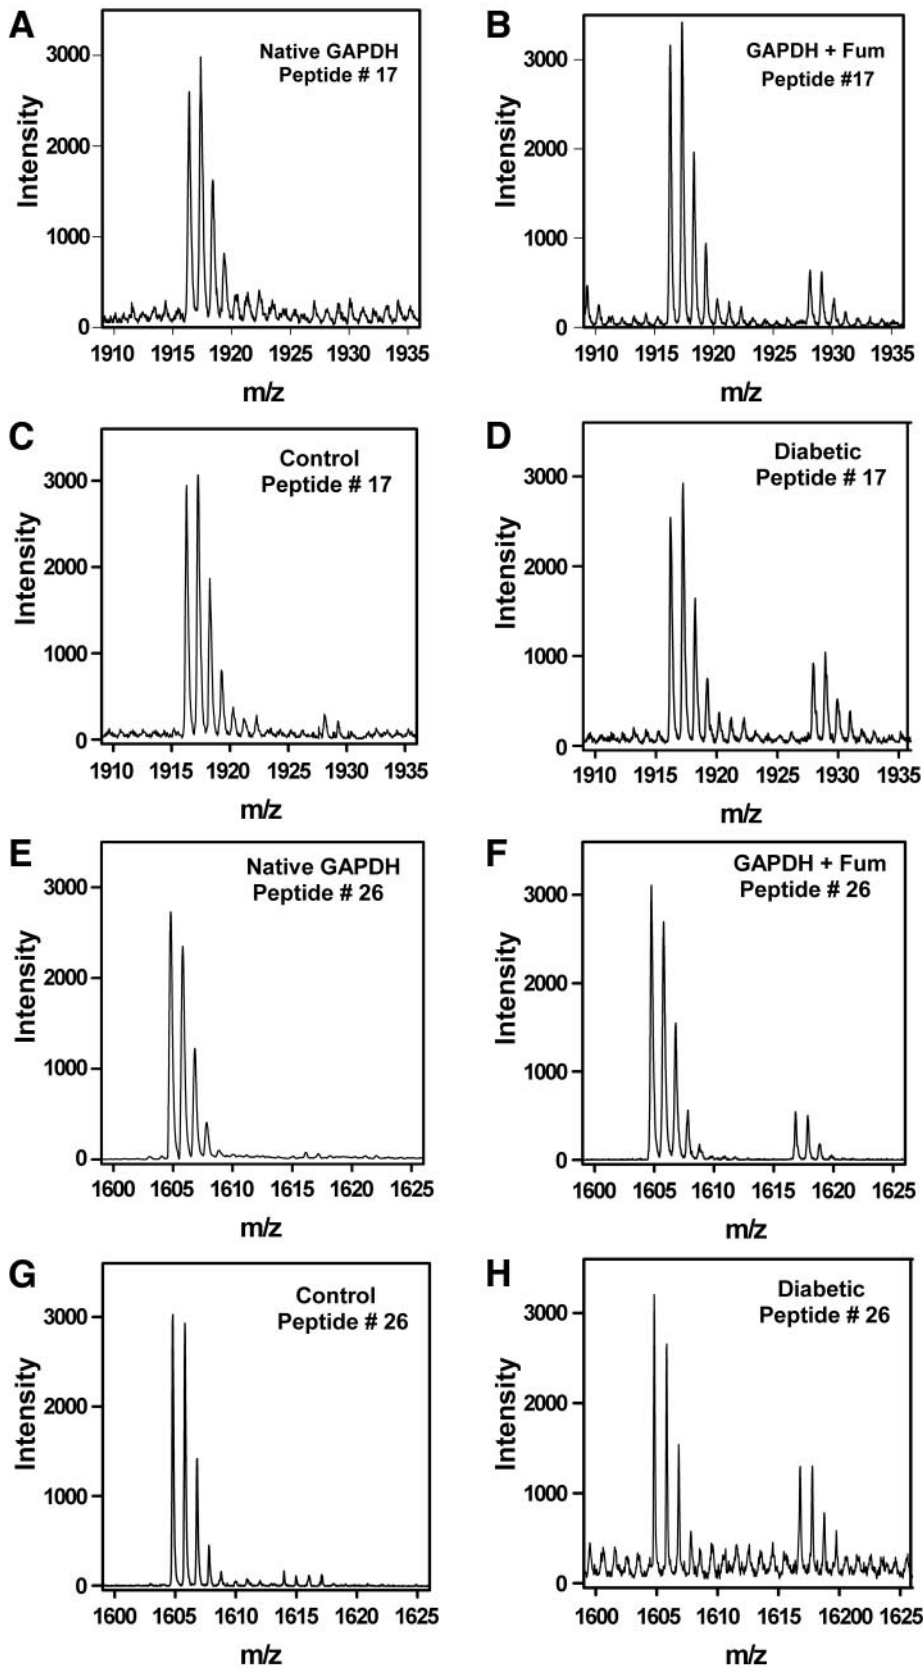 A
Native GAPDH
Peptide # 17
Intensity
3000
2000
1000
0
1910 1915 1920 1925 1930 1935
m/z
B
GAPDH + Fum
Peptide #17
Intensity
3000
2000
1000
0
1910 1915 1920 1925 1930 1935
m/z
C
Control
Peptide # 17
Intensity
3000
2000
1000
0
1910 1915 1920 1925 1930 1935
m/z
D
Diabetic
Peptide # 17
Intensity
3000
2000
1000
0
1910 1915 1920 1925 1930 1935
m/z
E
Native GAPDH
Peptide # 26
Intensity
3000
2000
1000
0
1600 1605 1610 1615 1620 1625
m/z
F
GAPDH + Fum
Peptide # 26
Intensity
3000
2000
1000
0
1600 1605 1610 1615 1620 1625
m/z
G
Control
Peptide # 26
Intensity
3000
2000
1000
0
1600 1605 1610 1615 1620 1625
m/z
H
Diabetic
Peptide # 26
Intensity
3000
2000
1000
0
1600 1605 1610 1615 16200 1625
m/z